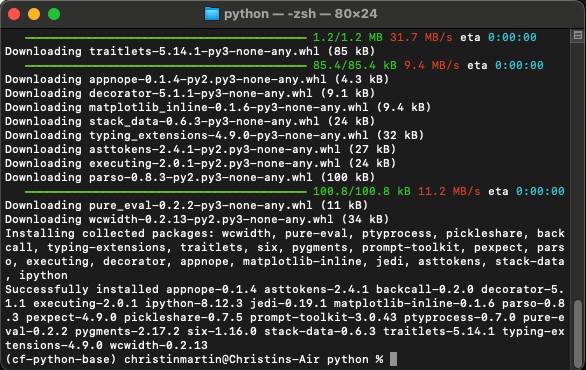 python — -zsh — 80×24
1.2/1.2 MB 31.7 MB/s eta 0:00:00
Downloading traitlets-5.14.1-py3-none-any.whl (85 kB)
85.4/85.4 kB 9.4 MB/s eta 0:00:00
Downloading appnope-0.1.4-py2.py3-none-any.whl (4.3 kB)
Downloading decorator-5.1.1-py3-none-any.whl (9.1 kB)
Downloading matplotlib_inline-0.1.6-py3-none-any.whl (9.4 kB)
Downloading stack_data-0.6.3-py3-none-any.whl (24 kB)
Downloading typing_extensions-4.9.0-py3-none-any.whl (32 kB)
Downloading asttokens-2.4.1-py2.py3-none-any.whl (27 kB)
Downloading executing-2.0.1-py2.py3-none-any.whl (24 kB)
Downloading parso-0.8.3-py2.py3-none-any.whl (100 kB)
100.8/100.8 kB 11.2 MB/s eta 0:00:00
Downloading pure_eval-0.2.2-py3-none-any.whl (11 kB)
Downloading wcwidth-0.2.13-py2.py3-none-any.whl (34 kB)
Installing collected packages: wcwidth, pure-eval, ptyprocess, pickleshare, back
call, typing-extensions, traitlets, six, pygments, prompt-toolkit, pexpect, pars
o, executing, decorator, appnope, matplotlib-inline, jedi, asttokens, stack-data
, ipython
Successfully installed appnope-0.1.4 asttokens-2.4.1 backcall-0.2.0 decorator-5.
1.1 executing-2.0.1 ipython-8.12.3 jedi-0.19.1 matplotlib-inline-0.1.6 parso-0.8
.3 pexpect-4.9.0 pickleshare-0.7.5 prompt-toolkit-3.0.43 ptyprocess-0.7.0 pure-e
val-0.2.2 pygments-2.17.2 six-1.16.0 stack-data-0.6.3 traitlets-5.14.1 typing-ex
tensions-4.9.0 wcwidth-0.2.13
(cf-python-base) christinmartin@Christins-Air python %